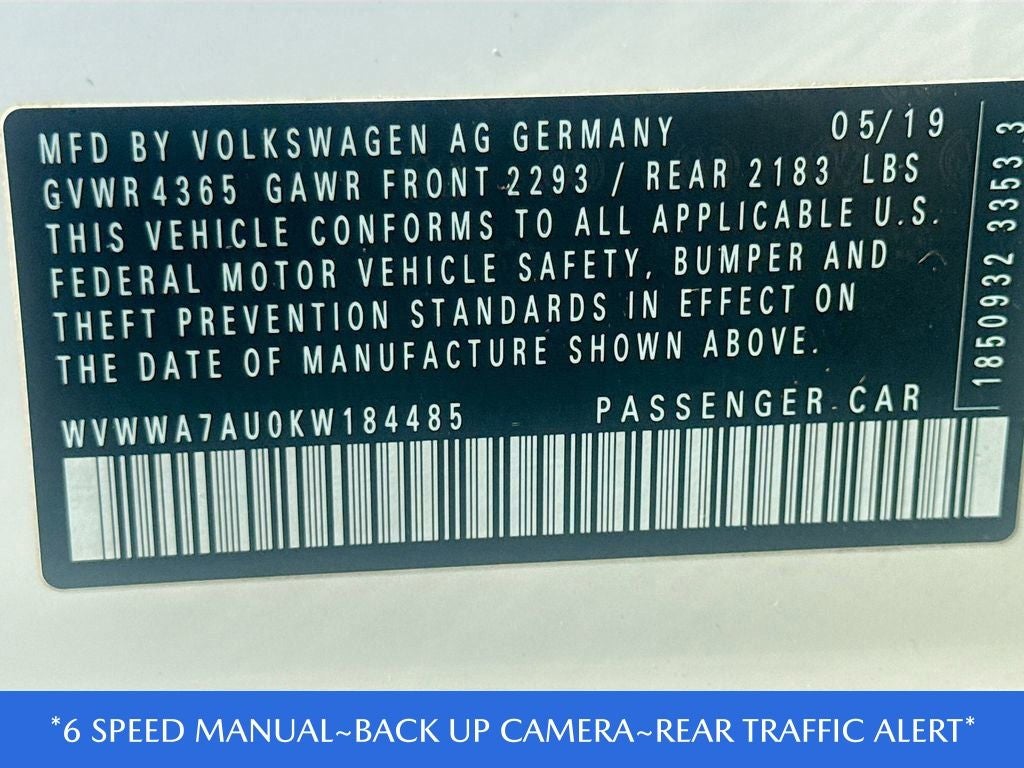 MFD BY VOLKSWAGEN AG GERMANY 05/19
GVWR 4365 GAWR FRONT 2293 / REAR 2183 LBS
THIS VEHICLE CONFORMS TO ALL APPLICABLE U.S.
FEDERAL MOTOR VEHICLE SAFETY, BUMPER AND
THEFT PREVENTION STANDARDS IN EFFECT ON
THE DATE OF MANUFACTURE SHOWN ABOVE.
WVWWA7AU0KW184485 PASSENGER CAR
1850932 3353 3
*6 SPEED MANUAL~BACK UP CAMERA~REAR TRAFFIC ALERT*